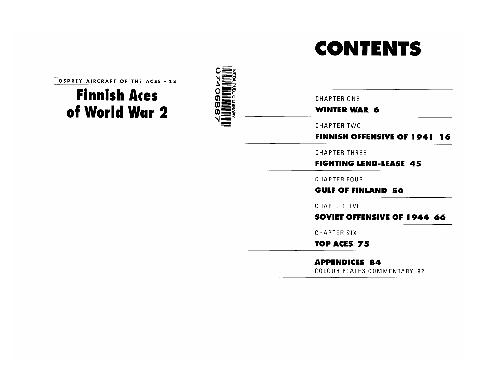 OSPREY AIRCRAFT OF THE ACES • 23
Finnish Aces
of World War 2
07406867
CONTENTS
CHAPTER ONE
WINTER WAR 6
CHAPTER TWO
FINNISH OFFENSIVE OF 1941 16
CHAPTER THREE
FIGHTING LEND-LEASE 45
CHAPTER FOUR
GULF OF FINLAND 56
CHAPTER FIVE
SOVIET OFFENSIVE OF 1944 66
CHAPTER SIX
TOP ACES 75
APPENDICES 84
COLOUR PLATES COMMENTARY 92